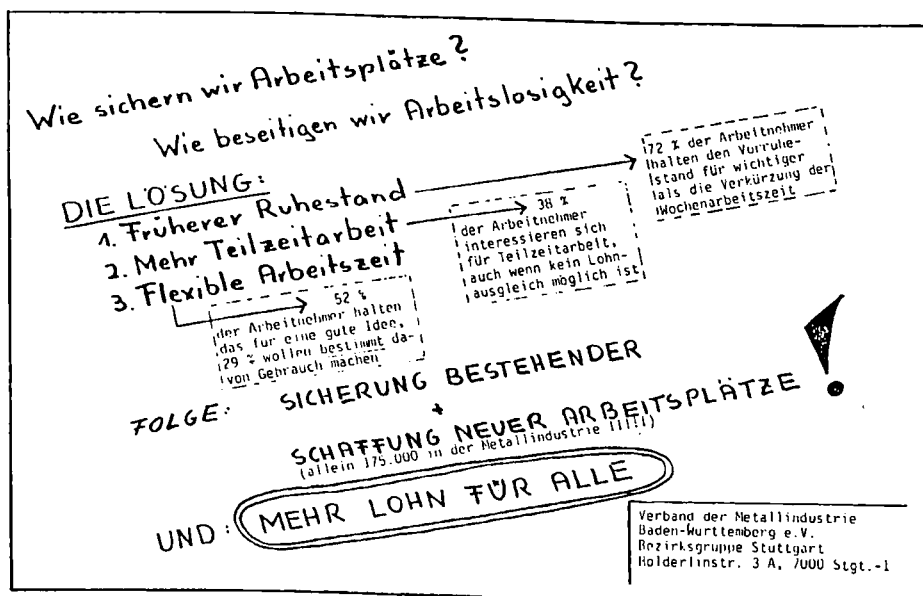 Wie sichern wir Arbeitsplätze?
Wie beseitigen wir Arbeitslosigkeit?
DIE LÖSUNG:
1. Früherer Ruhestand
2. Mehr Teilzeitarbeit
3. Flexible Arbeitszeit
72 % der Arbeitnehmer
halten den Vorruhe-
stand für wichtiger
als die Verkürzung der
Wochenarbeitszeit
38 %
der Arbeitnehmer
interessieren sich
für Teilzeitarbeit,
auch wenn kein Lohn-
ausgleich möglich ist
52 %
der Arbeitnehmer halten
das für eine gute Idee,
29 % wollen bestimmt da-
von Gebrauch machen
FOLGE: SICHERUNG BESTEHENDER
+
SCHAFFUNG NEUER ARBEITSPLÄTZE !
(allein 175.000 in der Metallindustrie !!!!!)
UND: MEHR LOHN FÜR ALLE
Verband der Metallindustrie
Baden-Wurttemberg e.V.
Bezirksgruppe Stuttgart
Holderlinstr. 3 A, 7000 Stgt.-1